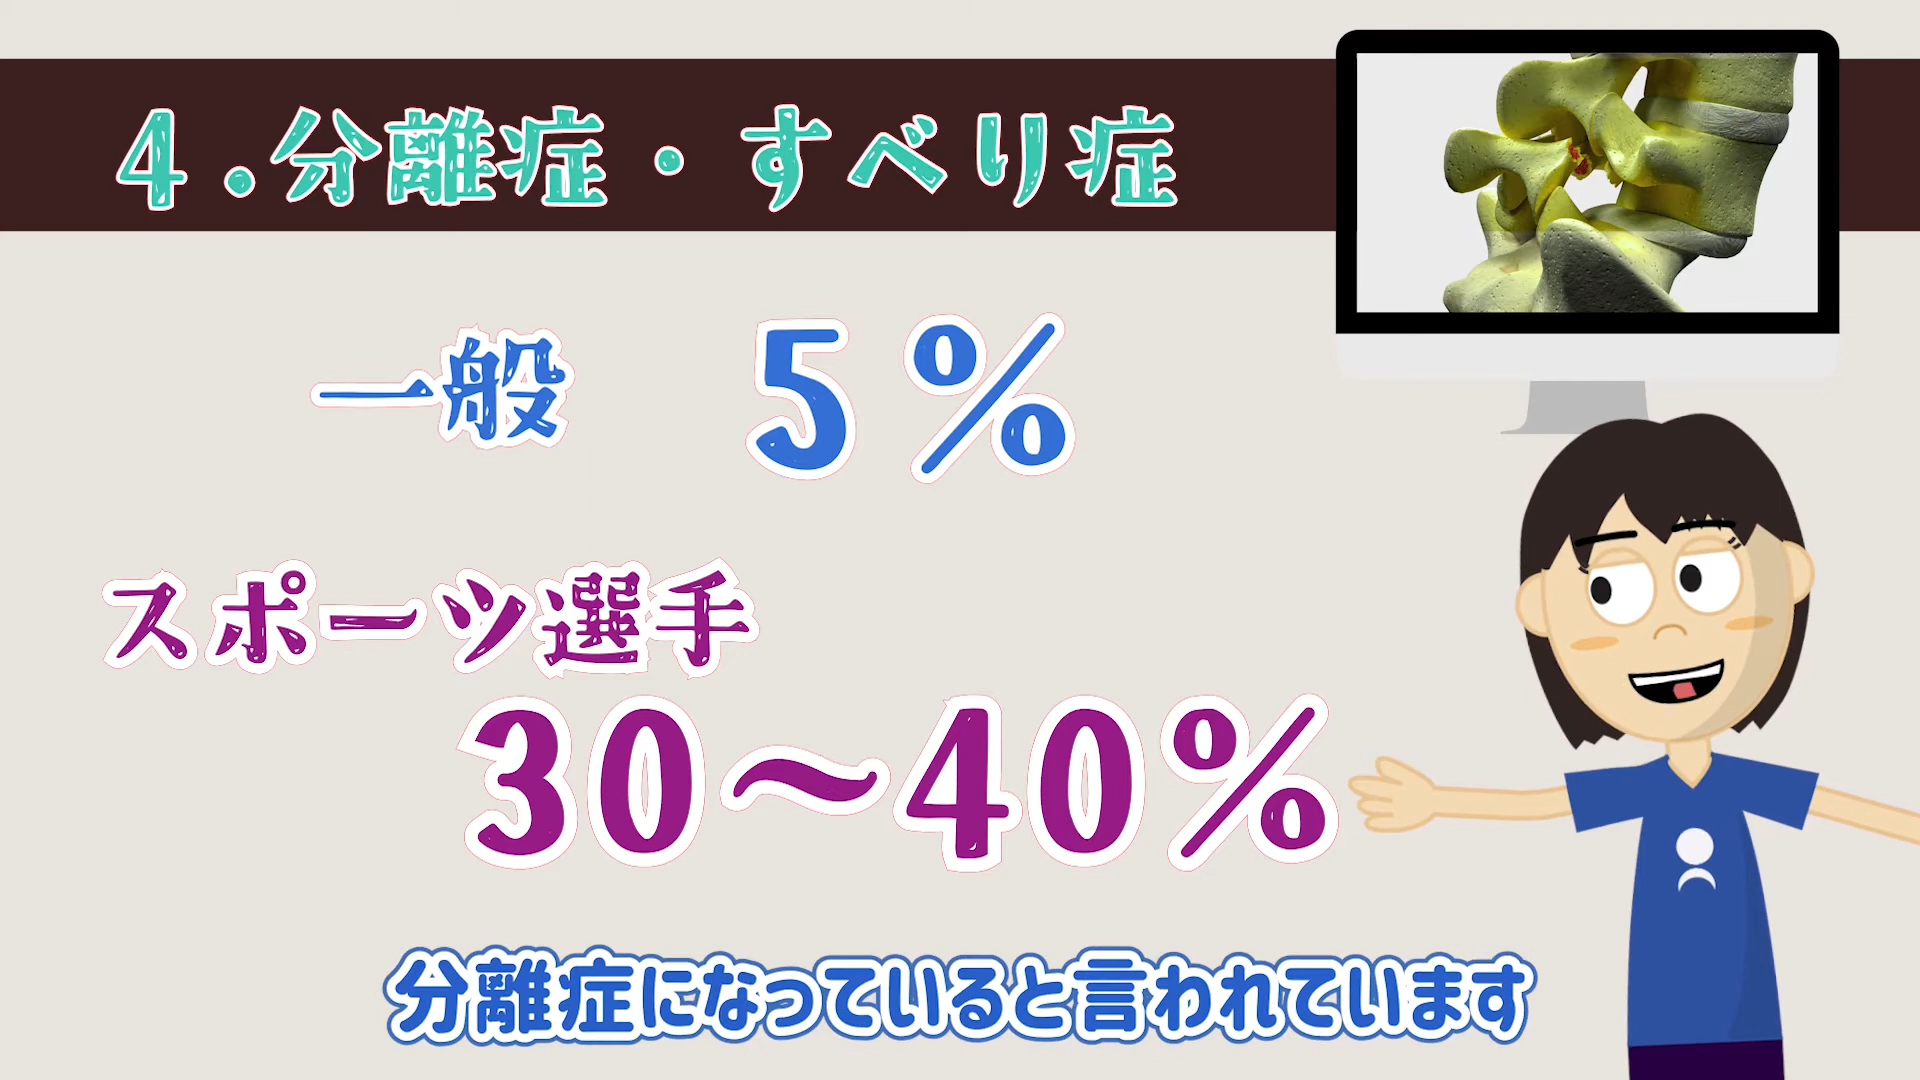 4.分離症・すべり症
一般 5%
スポーツ選手
30～40%
分離症になっていると言われています